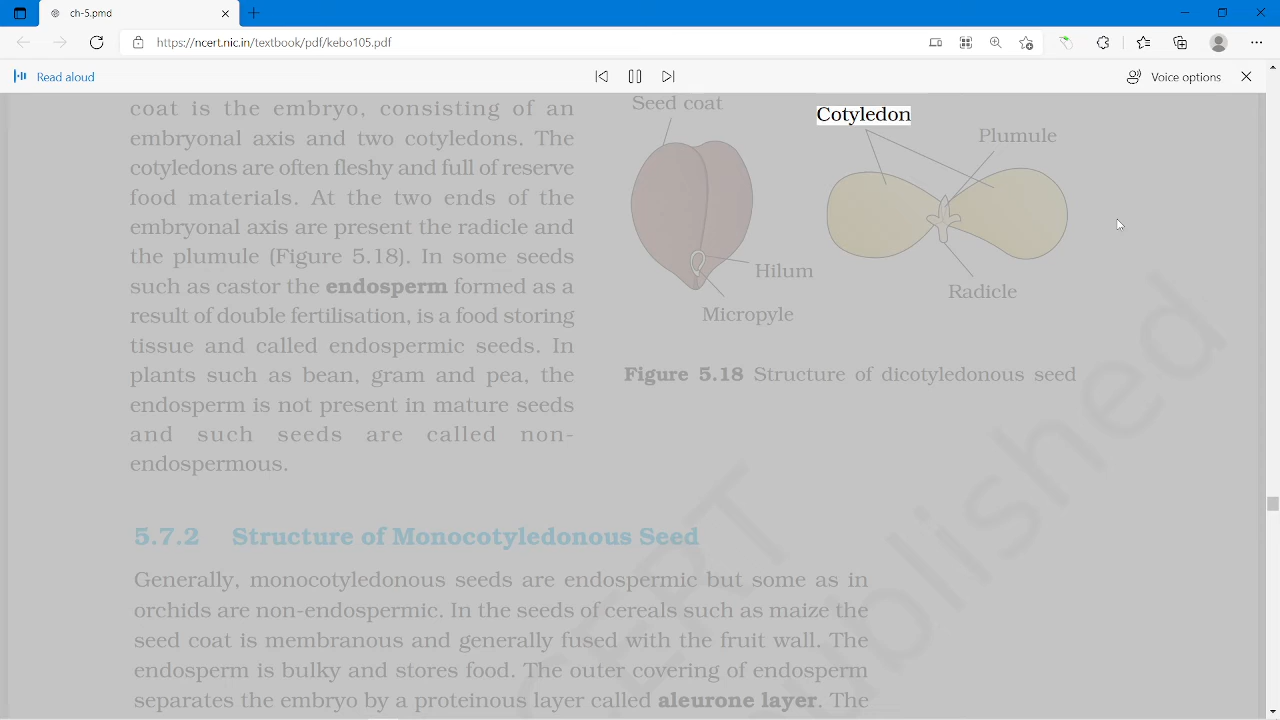 ch-5.pmd
https://ncert.nic.in/textbook/pdf/kebo105.pdf
Read aloud
Voice options
coat is the embryo, consisting of an
embryonal axis and two cotyledons. The
cotyledons are often fleshy and full of reserve
food materials. At the two ends of the
embryonal axis are present the radicle and
the plumule (Figure 5.18). In some seeds
such as castor the endosperm formed as a
result of double fertilisation, is a food storing
tissue and called endospermic seeds. In
plants such as bean, gram and pea, the
endosperm is not present in mature seeds
and such seeds are called non-
endospermous.
Seed coat
Cotyledon
Plumule
Hilum
Radicle
Micropyle
Figure 5.18 Structure of dicotyledonous seed
5.7.2 Structure of Monocotyledonous Seed
Generally, monocotyledonous seeds are endospermic but some as in
orchids are non-endospermic. In the seeds of cereals such as maize the
seed coat is membranous and generally fused with the fruit wall. The
endosperm is bulky and stores food. The outer covering of endosperm
separates the embryo by a proteinous layer called aleurone layer. The